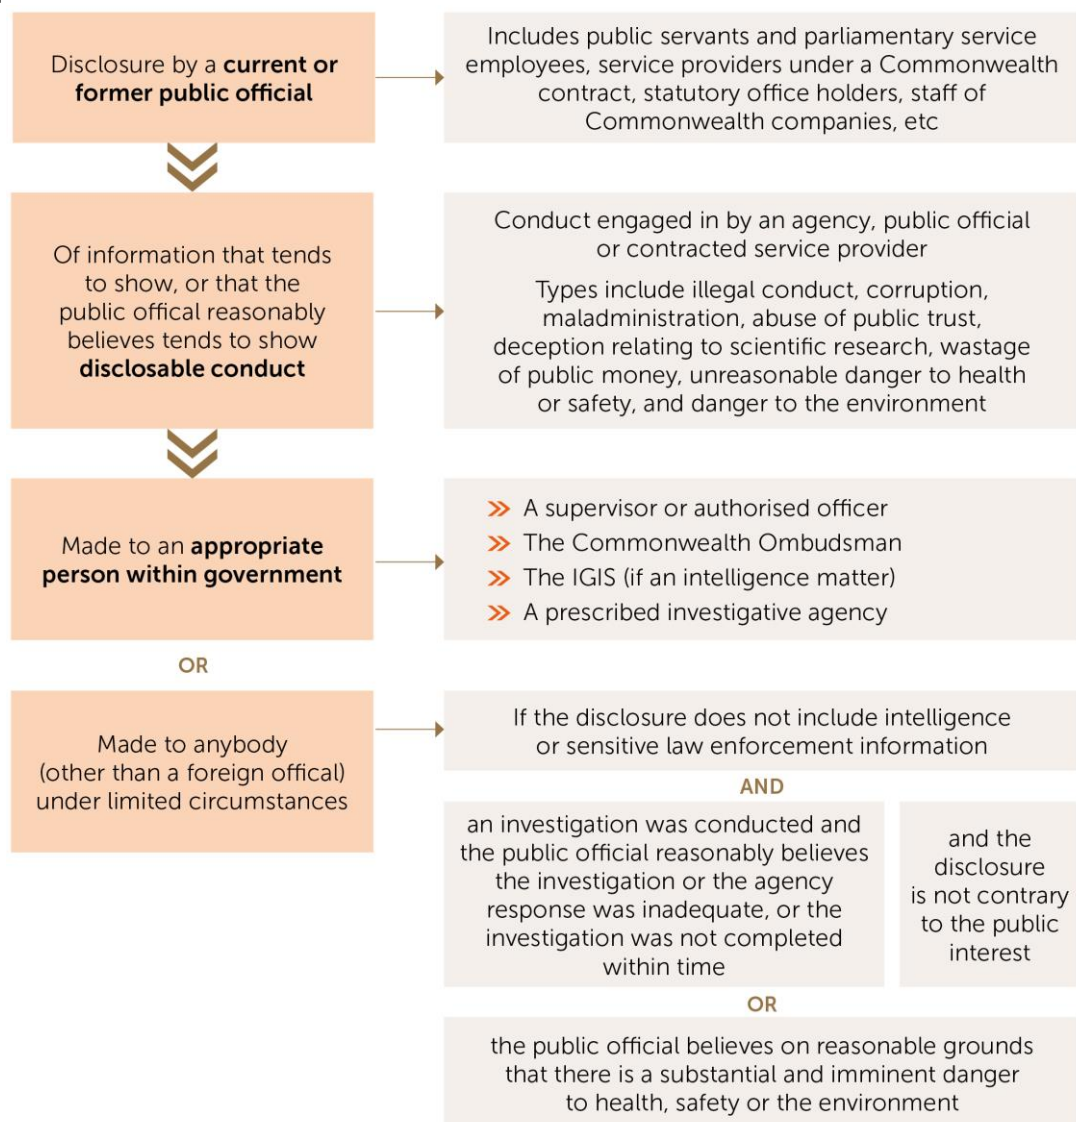 Disclosure by a current or
former public official
Includes public servants and parliamentary service
employees, service providers under a Commonwealth
contract, statutory office holders, staff of
Commonwealth companies, etc
Of information that tends
to show, or that the
public offical reasonably
believes tends to show
disclosable conduct
Conduct engaged in by an agency, public official
or contracted service provider
Types include illegal conduct, corruption,
maladministration, abuse of public trust,
deception relating to scientific research, wastage
of public money, unreasonable danger to health
or safety, and danger to the environment
Made to an appropriate
person within government
A supervisor or authorised officer
The Commonwealth Ombudsman
The IGIS (if an intelligence matter)
A prescribed investigative agency
OR
Made to anybody
(other than a foreign offical)
under limited circumstances
If the disclosure does not include intelligence
or sensitive law enforcement information
AND
an investigation was conducted and
the public official reasonably believes
the investigation or the agency
response was inadequate, or the
investigation was not completed
within time
and the
disclosure
is not contrary
to the public
interest
OR
the public official believes on reasonable grounds
that there is a substantial and imminent danger
to health, safety or the environment